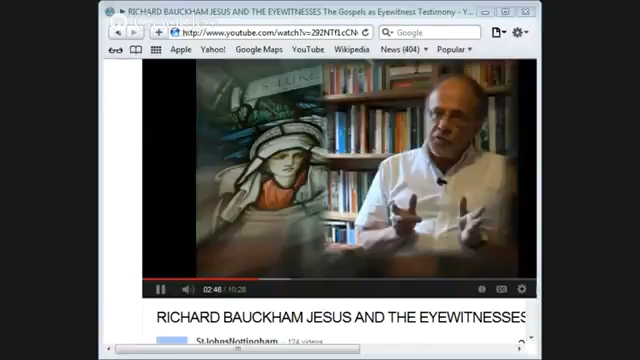 RICHARD BAUCKHAM JESUS AND THE EYEWITNESSES The Gospels as Eyewitness Testimony - Y...
http://www.youtube.com/watch?v=292NTf1cCN
Google
Apple Yahoo! Google Maps YouTube Wikipedia News (404) Popular
S. LUKE
02:46 / 10:28
RICHARD BAUCKHAM JESUS AND THE EYEWITNESSES
StJohnsNottingham 124 videos